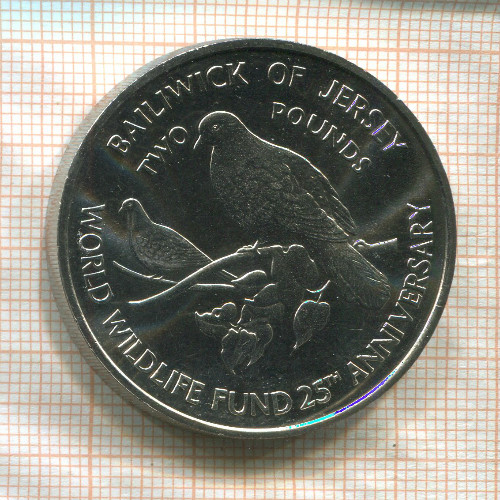 BAILIWICK OF JERSEY
TWO POUNDS
WORLD WILDLIFE FUND 25TH ANNIVERSARY